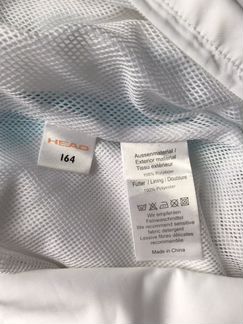 HEAD
164
Aussenmaterial /
Exterior material
Tissu extérieur
100% Polyester
Futter / Lining / Doublure
100% Polyester
Wir empfehlen
Feinwaschmittel
We recommend sensitive
fabric detergent
Lessive fibres délicates
recommendée
Made in China